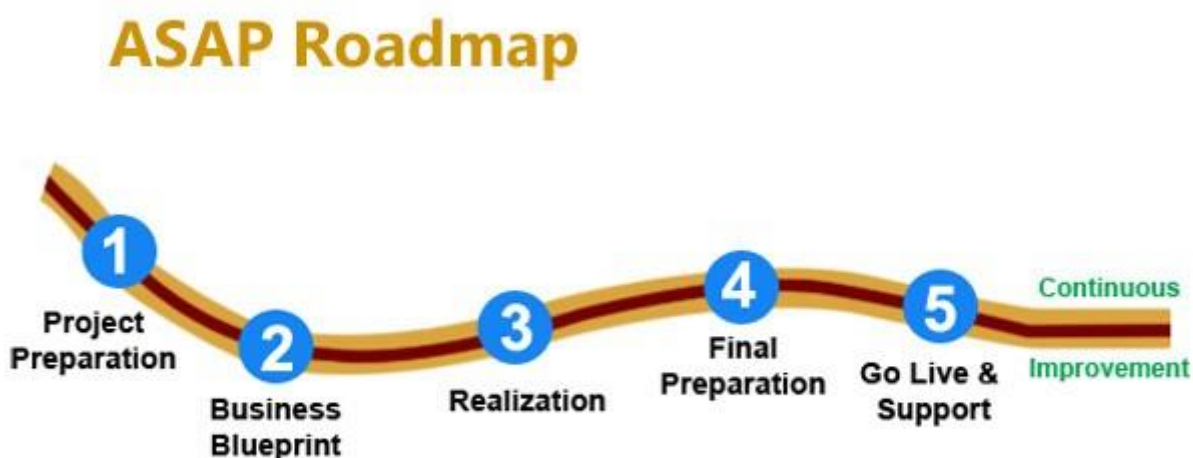 ASAP Roadmap
1
Project
Preparation
2
Business
Blueprint
3
Realization
4
Final
Preparation
5
Go Live &
Support
Continuous
Improvement